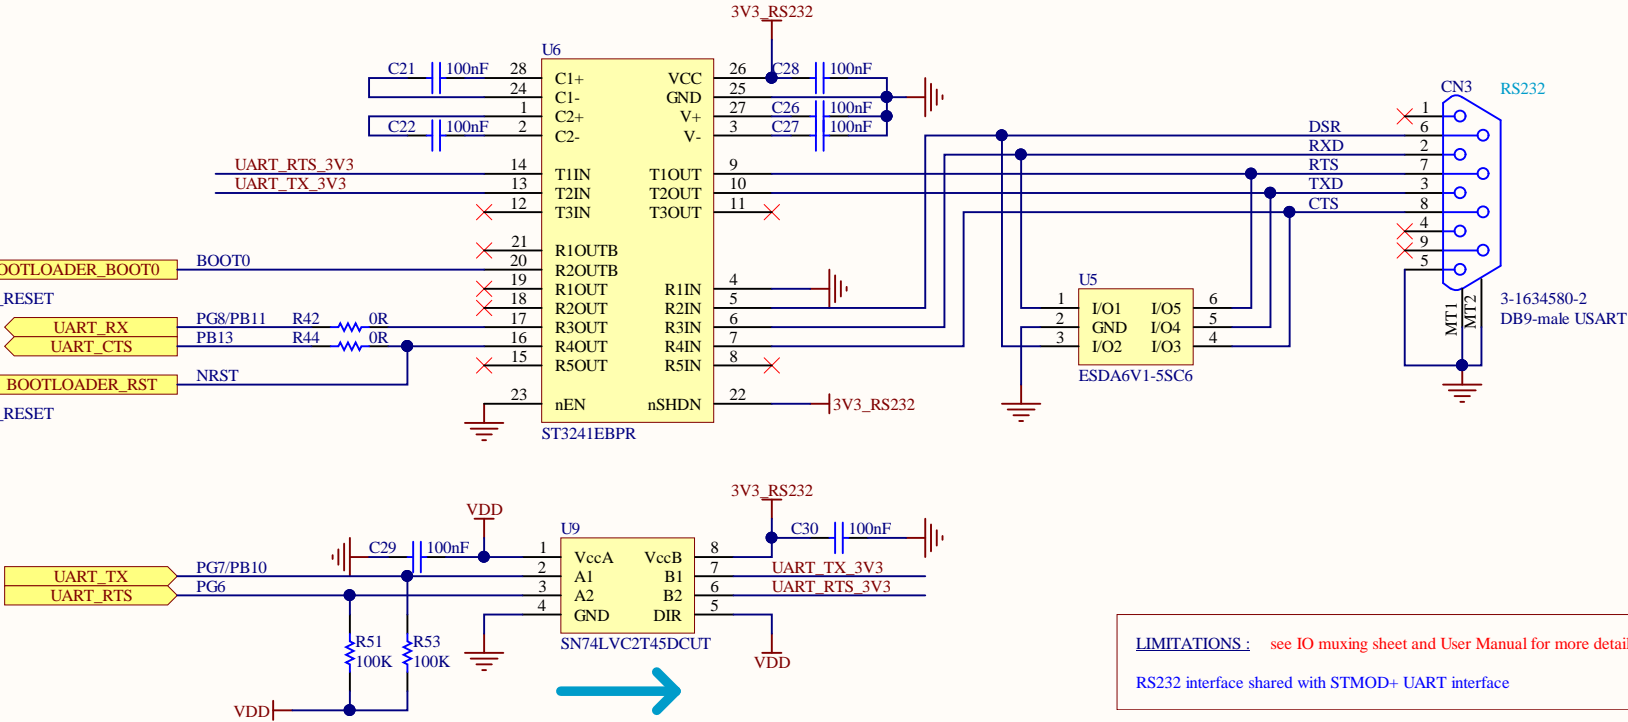 3V3_RS232
U6
C21 100nF 28 C1+ VCC 26 C28 100nF
24 C1- GND 25
1 C2+ V+ 27 C26 100nF
C22 100nF 2 C2- V- 3 C27 100nF
UART_RTS_3V3 14 T1IN T1OUT 9
UART_TX_3V3 13 T2IN T2OUT 10
12 T3IN T3OUT 11
21 R1OUTB
OOTLOADER_BOOT0 BOOT0 20 R2OUTB
19 R1OUT R1IN 4
_RESET 18 R2OUT R2IN 5
UART_RX PG8/PB11 R42 0R 17 R3OUT R3IN 6
UART_CTS PB13 R44 0R 16 R4OUT R4IN 7
15 R5OUT R5IN 8
BOOTLOADER_RST NRST
23 nEN nSHDN 22 3V3_RS232
_RESET
ST3241EBPR
CN3 RS232
1
DSR 6
RXD 2
RTS 7
TXD 3
CTS 8
4
9
5
MT1
MT2
3-1634580-2
DB9-male USART
U5
1 I/O1 I/O5 6
2 GND I/O4 5
3 I/O2 I/O3 4
ESDA6V1-5SC6
3V3_RS232
VDD
U9
C30 100nF
C29 100nF 1 VccA VccB 8
UART_TX PG7/PB10 2 A1 B1 7 UART_TX_3V3
UART_RTS PG6 3 A2 B2 6 UART_RTS_3V3
4 GND DIR 5
SN74LVC2T45DCUT
R51
100K
R53
100K
VDD
VDD
LIMITATIONS : see IO muxing sheet and User Manual for more detail
RS232 interface shared with STMOD+ UART interface